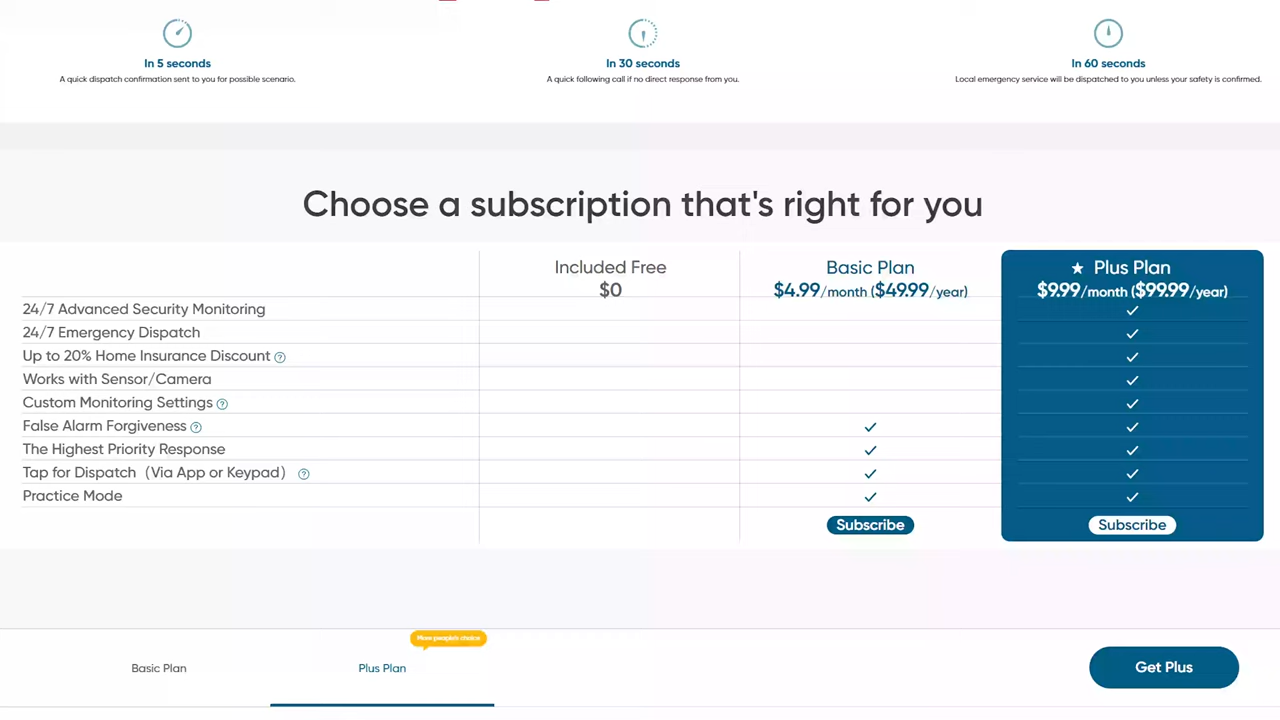 In 5 seconds
A quick dispatch confirmation sent to you for possible scenario.
In 30 seconds
A quick following call if no direct response from you.
In 60 seconds
Local emergency service will be dispatched to you unless your safety is confirmed.
Choose a subscription that's right for you
Included Free
$0
Basic Plan
$4.99/month ($49.99/year)
★ Plus Plan
$9.99/month ($99.99/year)
24/7 Advanced Security Monitoring
24/7 Emergency Dispatch
Up to 20% Home Insurance Discount ?
Works with Sensor/Camera
Custom Monitoring Settings ?
False Alarm Forgiveness ?
The Highest Priority Response
Tap for Dispatch（Via App or Keypad） ?
Practice Mode
Subscribe
Subscribe
More people's choice
Basic Plan
Plus Plan
Get Plus